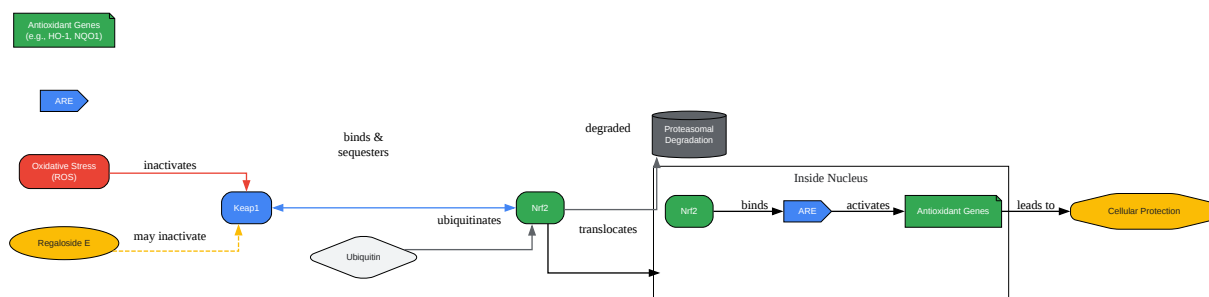 Antioxidant Genes
(e.g., HO-1, NQO1)
ARE
Oxidative Stress
(ROS)
inactivates
Regaloside E
may inactivate
Keap1
binds &
sequesters
ubiquitinates
Ubiquitin
Nrf2
degraded
translocates
Proteasomal
Degradation
Inside Nucleus
Nrf2
binds
ARE
activates
Antioxidant Genes
leads to
Cellular Protection